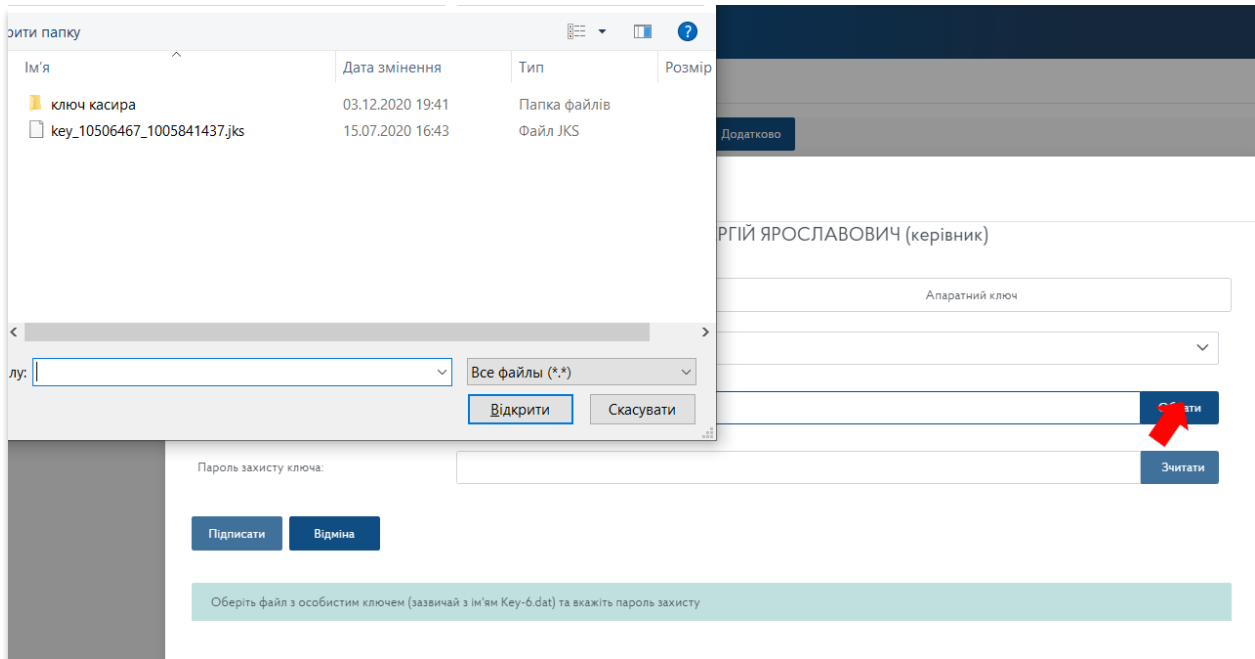 рити папку
Ім'я Дата змінення Тип Розмір
ключ касира 03.12.2020 19:41 Папка файлів
key_10506467_1005841437.jks 15.07.2020 16:43 Файл JKS
Додатково
РГІЙ ЯРОСЛАВОВИЧ (керівник)
Апаратний ключ
лу: Все файлы (*.*)
Відкрити Скасувати
Пароль захисту ключа: Зчитати
Підписати Відміна
Оберіть файл з особистим ключем (зазвичай з ім'ям Key-6.dat) та вкажіть пароль захисту